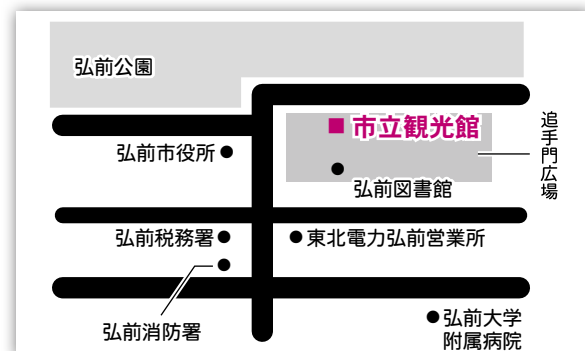 弘前公園
市立観光館
弘前市役所
弘前図書館
追手門広場
弘前税務署
東北電力弘前営業所
弘前消防署
弘前大学
附属病院